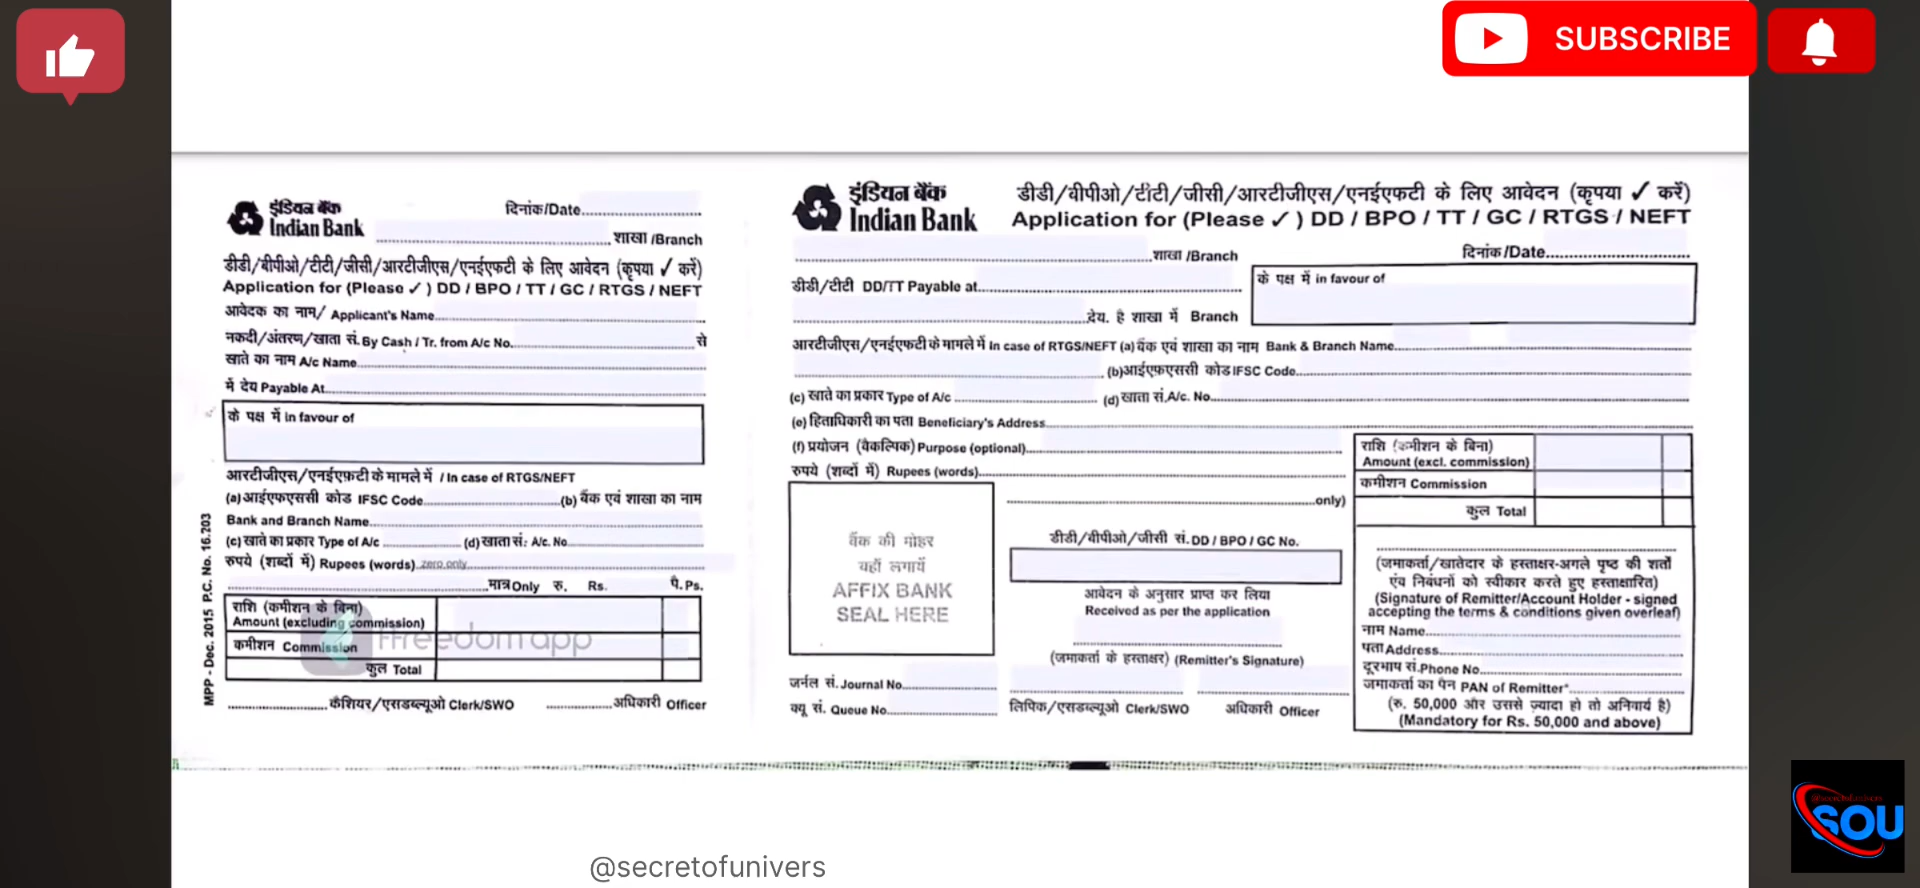 SUBSCRIBE
इंडियन बैंक
Indian Bank
दिनांक/Date
शाखा /Branch
डीडी/बीपीओ/टीटी/जीसी/आरटीजीएस/एनईएफटी के लिए आवेदन (कृपया ✓ करें)
Application for (Please ✓ ) DD / BPO / TT / GC / RTGS / NEFT
आवेदक का नाम/ Applicant's Name
नकदी/अंतरण/खाता सं. By Cash / Tr. from A/c No. से
खाते का नाम A/c Name
में देय Payable At
के पक्ष में in favour of
आरटीजीएस/एनईएफ़टी के मामले में / In case of RTGS/NEFT
(a) आईएफएससी कोड IFSC Code (b) बैंक एवं शाखा का नाम
Bank and Branch Name
(c) खाते का प्रकार Type of A/c (d) खाता सं: A/c. No
रुपये (शब्दों में) Rupees (words) zero only
मात्र Only रु. Rs. पै. Ps.
राशि (कमीशन के बिना)
Amount (excluding commission)
कमीशन Commission
कुल Total
कैशियर/एसडब्ल्यूओ Clerk/SWO अधिकारी Officer
MPP - Dec. 2015 P.C. No. 16.203
Freedom app
इंडियन बैंक
Indian Bank
डीडी/बीपीओ/टीटी/जीसी/आरटीजीएस/एनईएफटी के लिए आवेदन (कृपया ✓ करें)
Application for (Please ✓ ) DD / BPO / TT / GC / RTGS / NEFT
शाखा /Branch दिनांक/Date
डीडी/टीटी DD/TT Payable at
के पक्ष में in favour of
देय. है शाखा में Branch
आरटीजीएस/एनईएफटी के मामले में In case of RTGS/NEFT (a) बैंक एवं शाखा का नाम Bank & Branch Name
(b) आईएफएससी कोड IFSC Code
(c) खाते का प्रकार Type of A/c (d) खाता सं. A/c. No.
(e) हिताधिकारी का पता Beneficiary's Address
(f) प्रयोजन (वैकल्पिक) Purpose (optional)
रुपये (शब्दों में) Rupees (words)
only)
राशि (कमीशन के बिना)
Amount (excl. commission)
कमीशन Commission
कुल Total
बैंक की मोहर
यहाँ लगायें
AFFIX BANK
SEAL HERE
डीडी/बीपीओ/जीसी सं. DD / BPO / GC No.
आवेदन के अनुसार प्राप्त कर लिया
Received as per the application
(जमाकर्ता के हस्ताक्षर) (Remitter's Signature)
जर्नल सं. Journal No.
क्यू सं. Queue No.
लिपिक/एसडब्ल्यूओ Clerk/SWO अधिकारी Officer
(जमाकर्ता/खातेदार के हस्ताक्षर-अगले पृष्ठ की शर्तों
एंव निबंधनों को स्वीकार करते हुए हस्ताक्षारित)
(Signature of Remitter/Account Holder - signed
accepting the terms & conditions given overleaf)
नाम Name
पता Address
दूरभाष सं. Phone No.
जमाकर्ता का पैन PAN of Remitter*
(रु. 50,000 और उससे ज़्यादा हो तो अनिवार्य है)
(Mandatory for Rs. 50,000 and above)
SOU
@secretofunivers